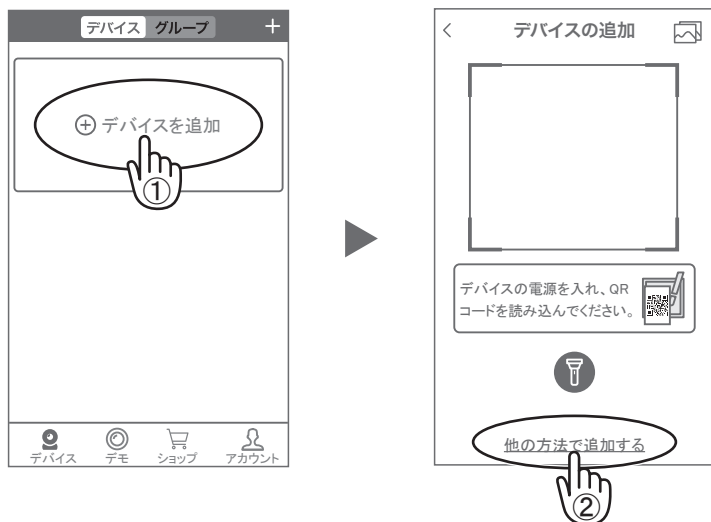 デバイス グループ +
デバイスを追加
①
デバイス デモ ショップ アカウント
デバイスの追加
デバイスの電源を入れ、QR
コードを読み込んでください。
他の方法で追加する
②